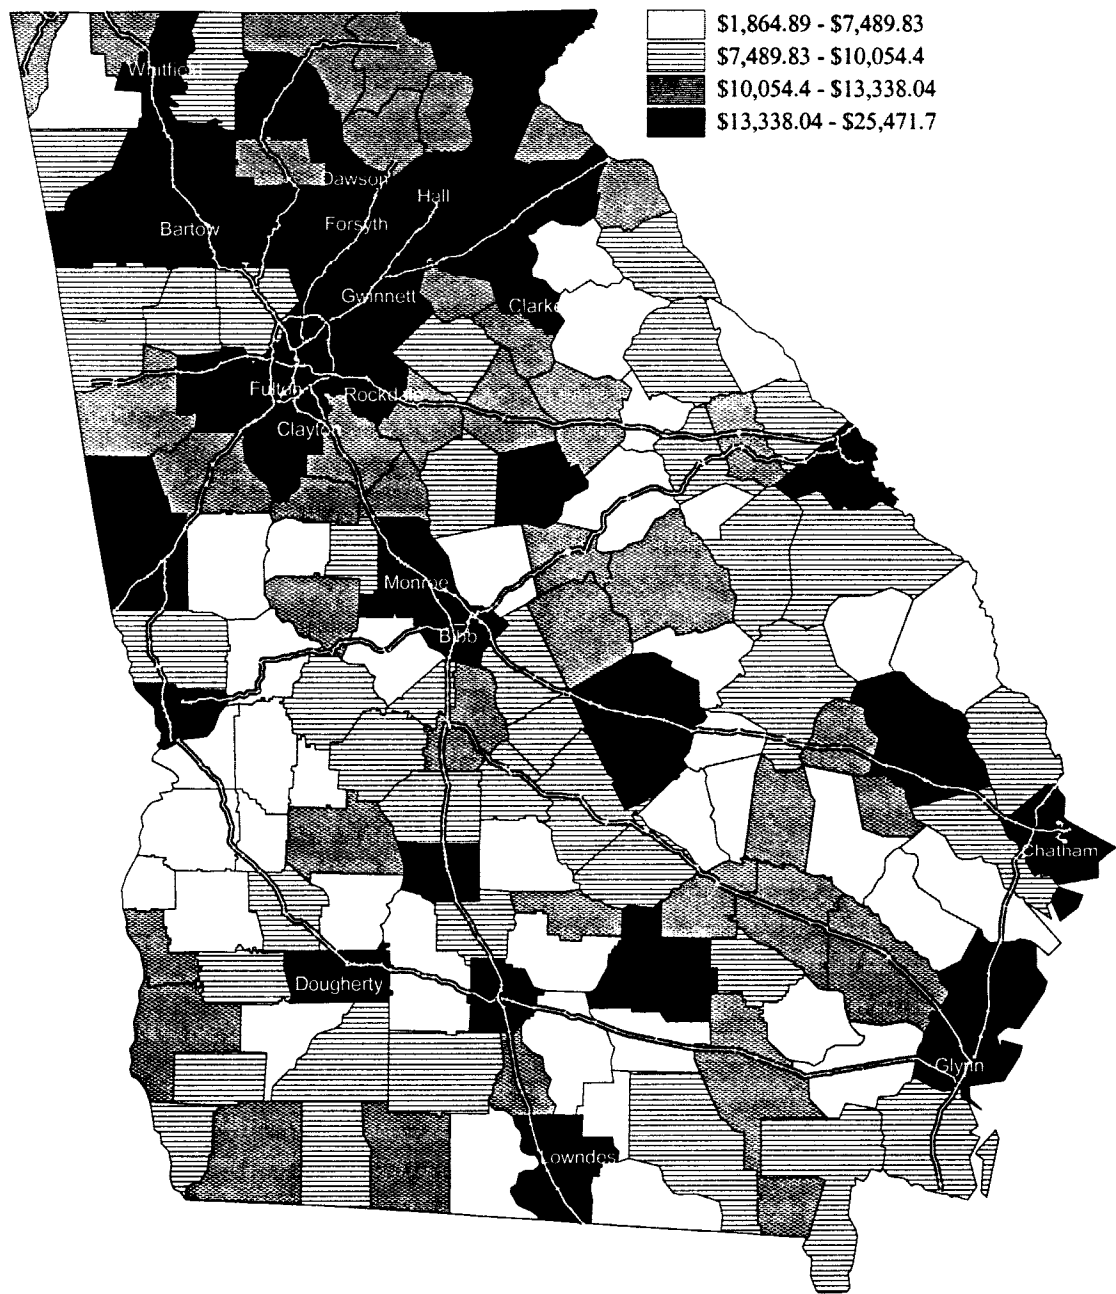 $1,864.89 - $7,489.83
$7,489.83 - $10,054.4
$10,054.4 - $13,338.04
$13,338.04 - $25,471.7
Whitfield
Dawson
Hall
Bartow
Forsyth
Gwinnett
Clarke
Fulton
Rockdale
Clayton
Monroe
Bibb
Chatham
Dougherty
Glynn
Lowndes